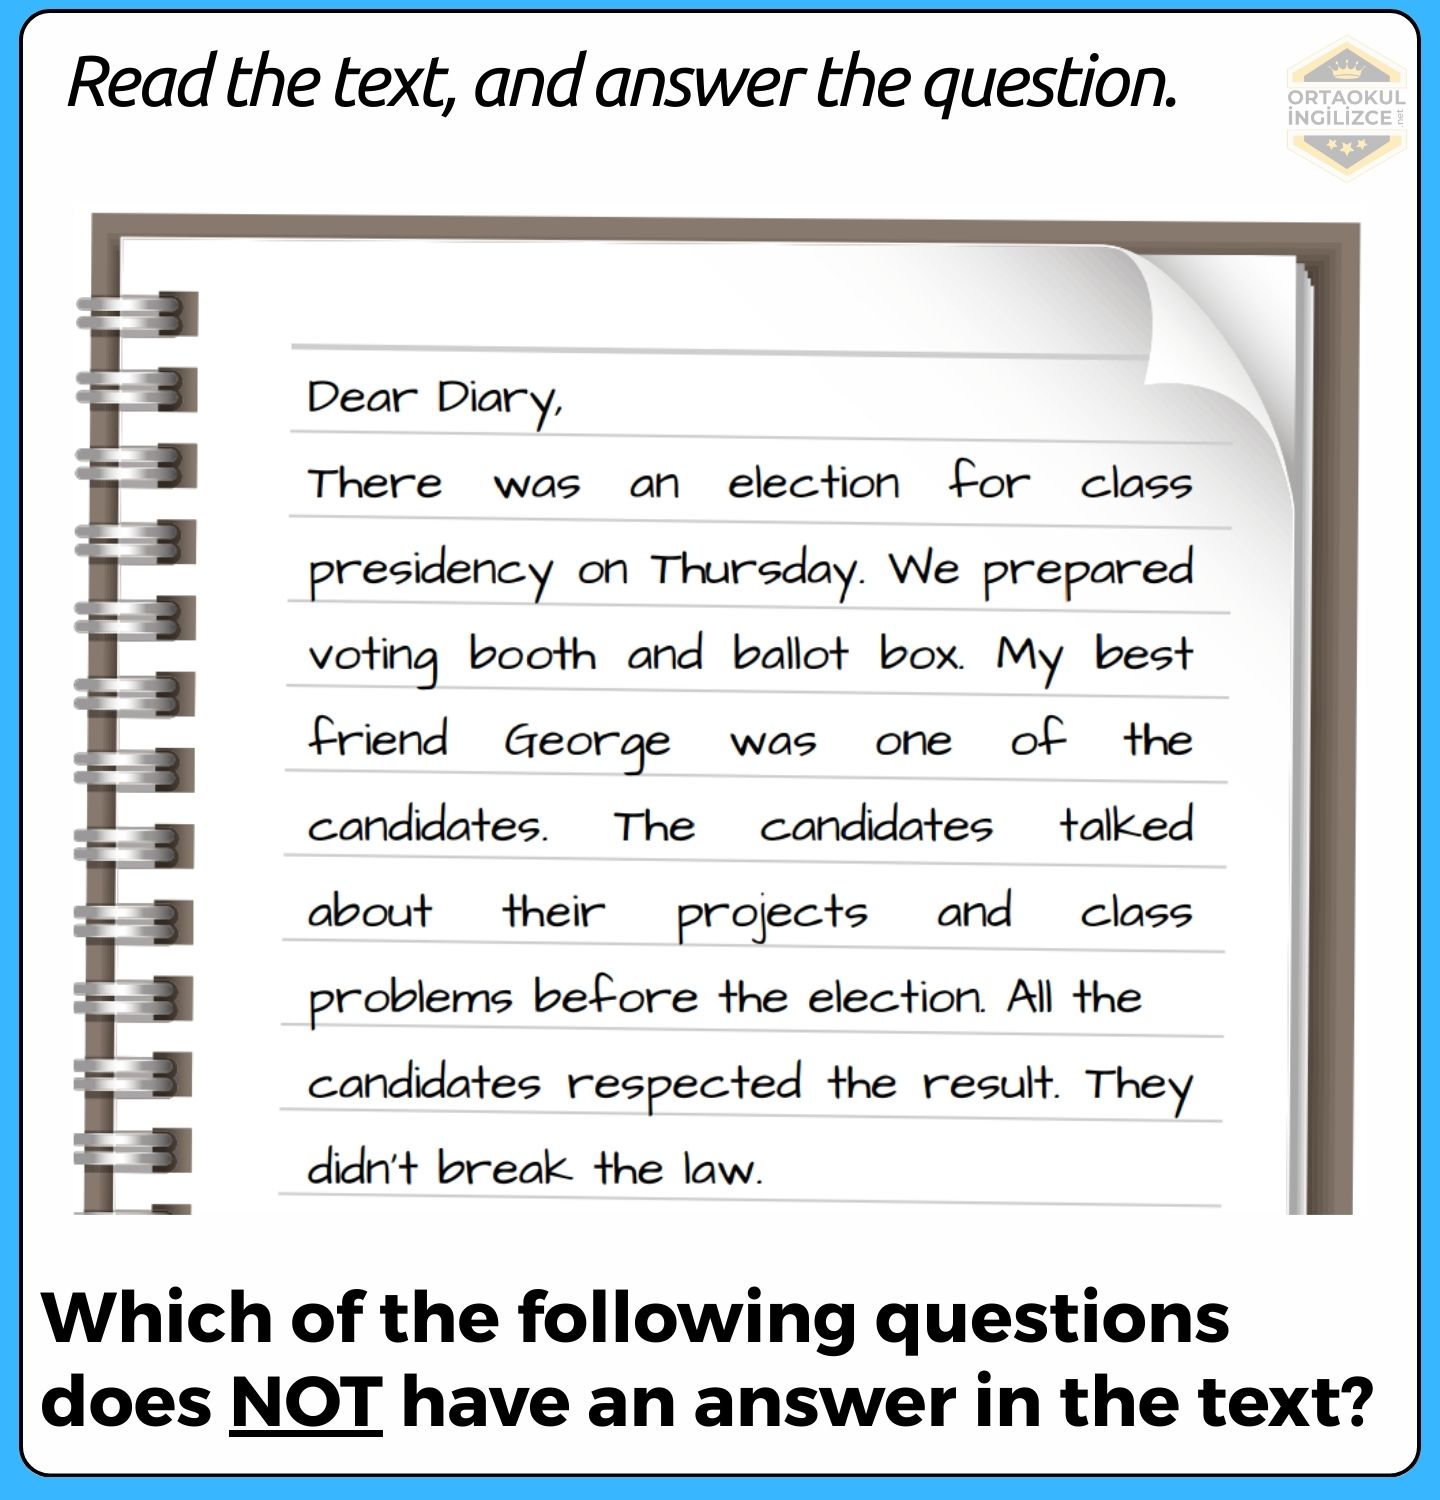 Read the text, and answer the question.
ORTAOKUL
İNGİLİZCE
.net
Dear Diary,
There was an election for class
presidency on Thursday. We prepared
voting booth and ballot box. My best
friend George was one of the
candidates. The candidates talked
about their projects and class
problems before the election. All the
candidates respected the result. They
didn't break the law.
Which of the following questions
does NOT have an answer in the text?